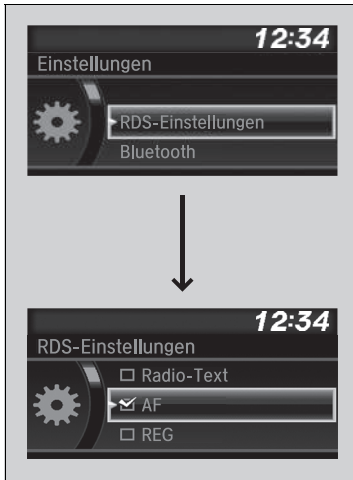 12:34
Einstellungen
RDS-Einstellungen
Bluetooth
12:34
RDS-Einstellungen
Radio-Text
AF
REG